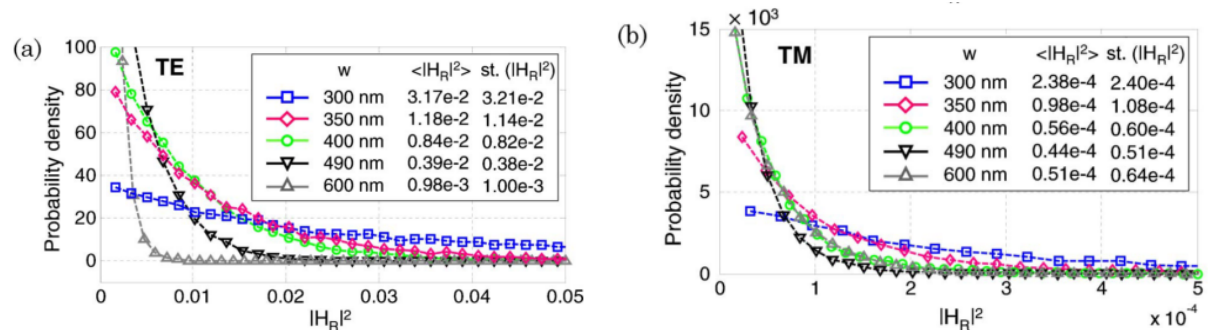 (a)
TE
Probability density
100
80
60
40
20
0
w <|H_R|²> st. (|H_R|²)
300 nm 3.17e-2 3.21e-2
350 nm 1.18e-2 1.14e-2
400 nm 0.84e-2 0.82e-2
490 nm 0.39e-2 0.38e-2
600 nm 0.98e-3 1.00e-3
0 0.01 0.02 0.03 0.04 0.05
|H_R|²
(b)
× 10³
TM
Probability density
15
10
5
0
w <|H_R|²> st. (|H_R|²)
300 nm 2.38e-4 2.40e-4
350 nm 0.98e-4 1.08e-4
400 nm 0.56e-4 0.60e-4
490 nm 0.44e-4 0.51e-4
600 nm 0.51e-4 0.64e-4
0 1 2 3 4 5
|H_R|²
x 10⁻⁴